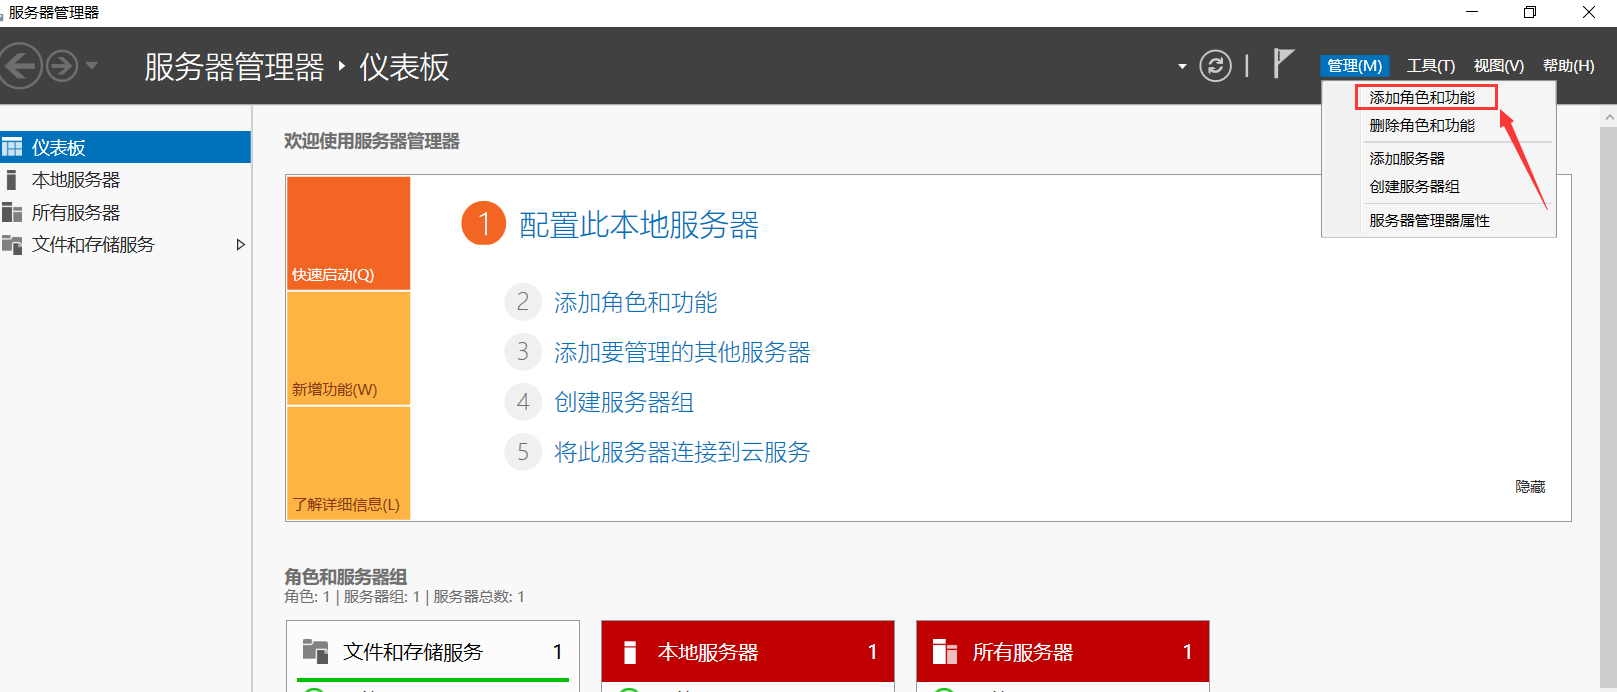 服务器管理器
服务器管理器 ‣ 仪表板
管理(M) 工具(T) 视图(V) 帮助(H)
添加角色和功能
删除角色和功能
添加服务器
创建服务器组
服务器管理器属性
仪表板
本地服务器
所有服务器
文件和存储服务
欢迎使用服务器管理器
快速启动(Q)
新增功能(W)
了解详细信息(L)
1 配置此本地服务器
2 添加角色和功能
3 添加要管理的其他服务器
4 创建服务器组
5 将此服务器连接到云服务
隐藏
角色和服务器组
角色: 1 | 服务器组: 1 | 服务器总数: 1
文件和存储服务 1
本地服务器 1
所有服务器 1